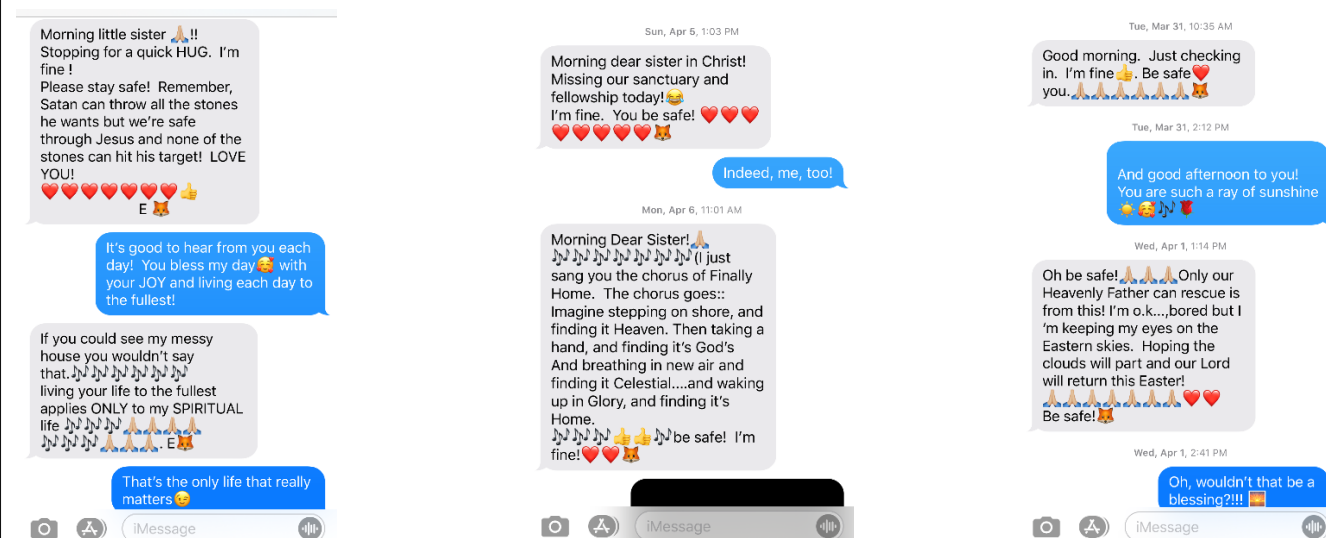 Morning little sister 🙏🏼!!
Stopping for a quick HUG. I'm
fine !
Please stay safe! Remember,
Satan can throw all the stones
he wants but we're safe
through Jesus and none of the
stones can hit his target! LOVE
YOU!
❤️❤️❤️❤️❤️❤️❤️👍
E 🦊
It's good to hear from you each
day! You bless my day🥰 with
your JOY and living each day to
the fullest!
If you could see my messy
house you wouldn't say
that.🎶🎶🎶🎶🎶🎶
living your life to the fullest
applies ONLY to my SPIRITUAL
life 🎶🎶🎶🙏🏼🙏🏼🙏🏼🙏🏼
🎶🎶🎶🙏🏼🙏🏼🙏🏼. E🦊
That's the only life that really
matters😉
iMessage
Sun, Apr 5, 1:03 PM
Morning dear sister in Christ!
Missing our sanctuary and
fellowship today!😂
I'm fine. You be safe! ❤️❤️❤️
❤️❤️❤️❤️❤️🦊
Indeed, me, too!
Mon, Apr 6, 11:01 AM
Morning Dear Sister!🙏🏼
🎶🎶🎶🎶🎶🎶🎶(I just
sang you the chorus of Finally
Home. The chorus goes::
Imagine stepping on shore, and
finding it Heaven. Then taking a
hand, and finding it's God's
And breathing in new air and
finding it Celestial....and waking
up in Glory, and finding it's
Home.
🎶🎶🎶👍👍🎶be safe! I'm
fine!❤️❤️🦊
iMessage
Tue, Mar 31, 10:35 AM
Good morning. Just checking
in. I'm fine👍. Be safe❤️
you.🙏🏼🙏🏼🙏🏼🙏🏼🙏🏼🙏🏼🦊
Tue, Mar 31, 2:12 PM
And good afternoon to you!
You are such a ray of sunshine
☀️🥰🎶🌹
Wed, Apr 1, 1:14 PM
Oh be safe!🙏🏼🙏🏼🙏🏼Only our
Heavenly Father can rescue is
from this! I'm o.k...,bored but I
'm keeping my eyes on the
Eastern skies. Hoping the
clouds will part and our Lord
will return this Easter!
🙏🏼🙏🏼🙏🏼🙏🏼🙏🏼🙏🏼🙏🏼❤️❤️
Be safe!🦊
Wed, Apr 1, 2:41 PM
Oh, wouldn't that be a
blessing?!!! 🌅
iMessage